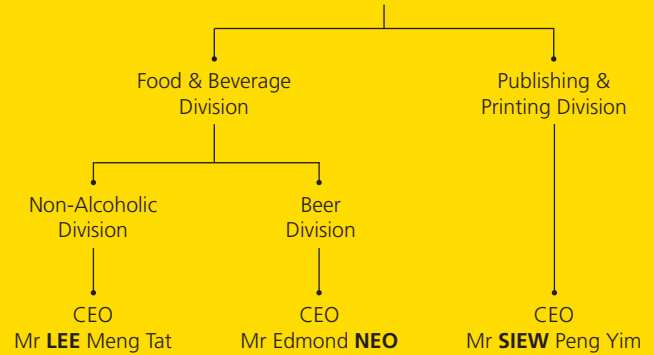 Food & Beverage
Division
Publishing &
Printing Division
Non-Alcoholic
Division
Beer
Division
CEO
Mr LEE Meng Tat
CEO
Mr Edmond NEO
CEO
Mr SIEW Peng Yim